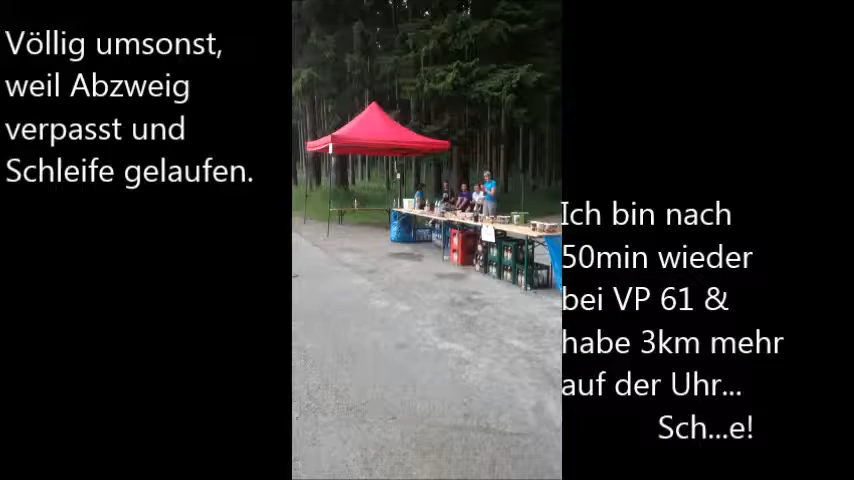 Völlig umsonst,
weil Abzweig
verpasst und
Schleife gelaufen.
Ich bin nach
50min wieder
bei VP 61 &
habe 3km mehr
auf der Uhr...
Sch...e!